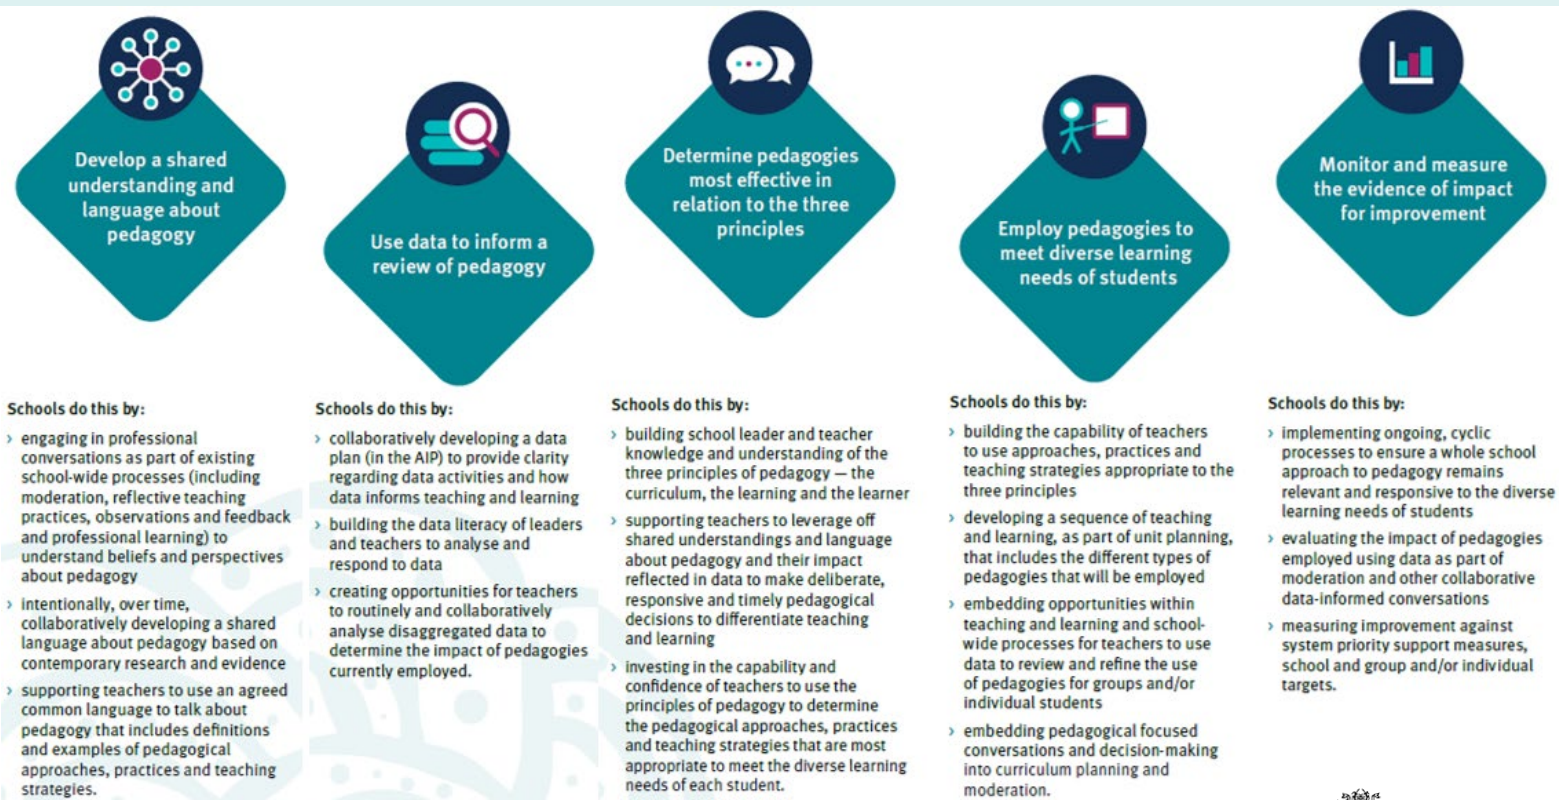 Develop a shared
understanding and
language about
pedagogy
Schools do this by:
› engaging in professional
conversations as part of existing
school-wide processes (including
moderation, reflective teaching
practices, observations and feedback
and professional learning) to
understand beliefs and perspectives
about pedagogy
› intentionally, over time,
collaboratively developing a shared
language about pedagogy based on
contemporary research and evidence
› supporting teachers to use an agreed
common language to talk about
pedagogy that includes definitions
and examples of pedagogical
approaches, practices and teaching
strategies.
Use data to inform a
review of pedagogy
Schools do this by:
› collaboratively developing a data
plan (in the AIP) to provide clarity
regarding data activities and how
data informs teaching and learning
› building the data literacy of leaders
and teachers to analyse and
respond to data
› creating opportunities for teachers
to routinely and collaboratively
analyse disaggregated data to
determine the impact of pedagogies
currently employed.
Determine pedagogies
most effective in
relation to the three
principles
Schools do this by:
› building school leader and teacher
knowledge and understanding of the
three principles of pedagogy — the
curriculum, the learning and the learner
› supporting teachers to leverage off
shared understandings and language
about pedagogy and their impact
reflected in data to make deliberate,
responsive and timely pedagogical
decisions to differentiate teaching
and learning
› investing in the capability and
confidence of teachers to use the
principles of pedagogy to determine
the pedagogical approaches, practices
and teaching strategies that are most
appropriate to meet the diverse learning
needs of each student.
Employ pedagogies to
meet diverse learning
needs of students
Schools do this by:
› building the capability of teachers
to use approaches, practices and
teaching strategies appropriate to the
three principles
› developing a sequence of teaching
and learning, as part of unit planning,
that includes the different types of
pedagogies that will be employed
› embedding opportunities within
teaching and learning and school-
wide processes for teachers to use
data to review and refine the use
of pedagogies for groups and/or
individual students
› embedding pedagogical focused
conversations and decision-making
into curriculum planning and
moderation.
Monitor and measure
the evidence of impact
for improvement
Schools do this by:
› implementing ongoing, cyclic
processes to ensure a whole school
approach to pedagogy remains
relevant and responsive to the diverse
learning needs of students
› evaluating the impact of pedagogies
employed using data as part of
moderation and other collaborative
data-informed conversations
› measuring improvement against
system priority support measures,
school and group and/or individual
targets.